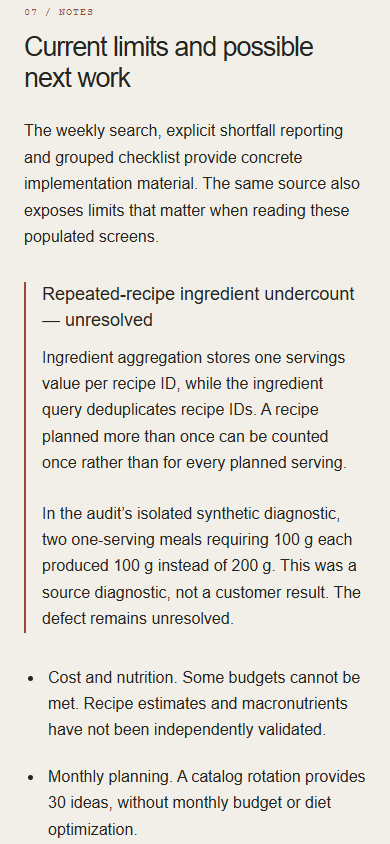 07 / NOTES
Current limits and possible
next work
The weekly search, explicit shortfall reporting
and grouped checklist provide concrete
implementation material. The same source also
exposes limits that matter when reading these
populated screens.
Repeated-recipe ingredient undercount
— unresolved
Ingredient aggregation stores one servings
value per recipe ID, while the ingredient
query deduplicates recipe IDs. A recipe
planned more than once can be counted
once rather than for every planned serving.
In the audit’s isolated synthetic diagnostic,
two one-serving meals requiring 100 g each
produced 100 g instead of 200 g. This was a
source diagnostic, not a customer result. The
defect remains unresolved.
• Cost and nutrition. Some budgets cannot be
met. Recipe estimates and macronutrients
have not been independently validated.
• Monthly planning. A catalog rotation provides
30 ideas, without monthly budget or diet
optimization.